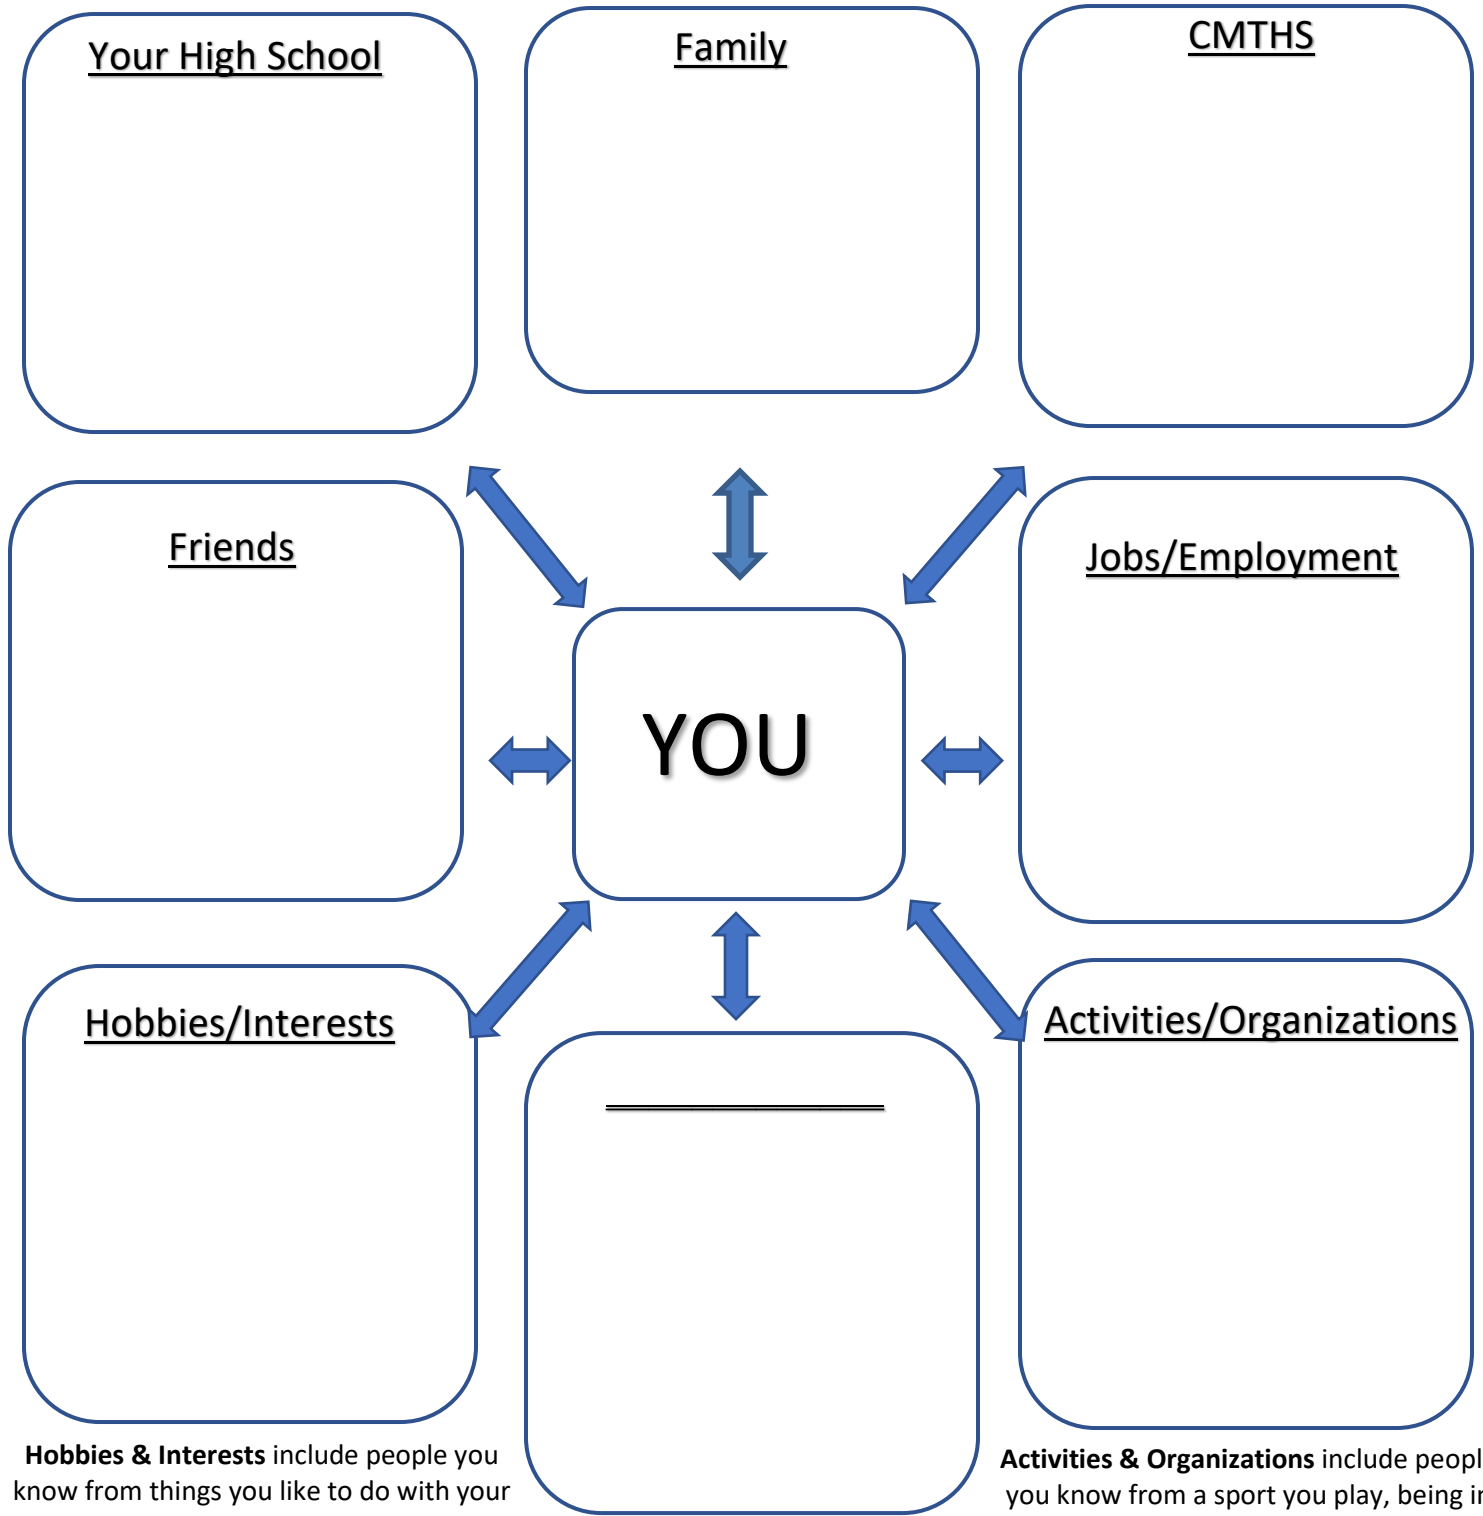 Your High School
Family
CMTHS
Friends
Jobs/Employment
YOU
Hobbies/Interests
Activities/Organizations
Hobbies & Interests include people you
know from things you like to do with your
Activities & Organizations include peopl
you know from a sport you play, being i